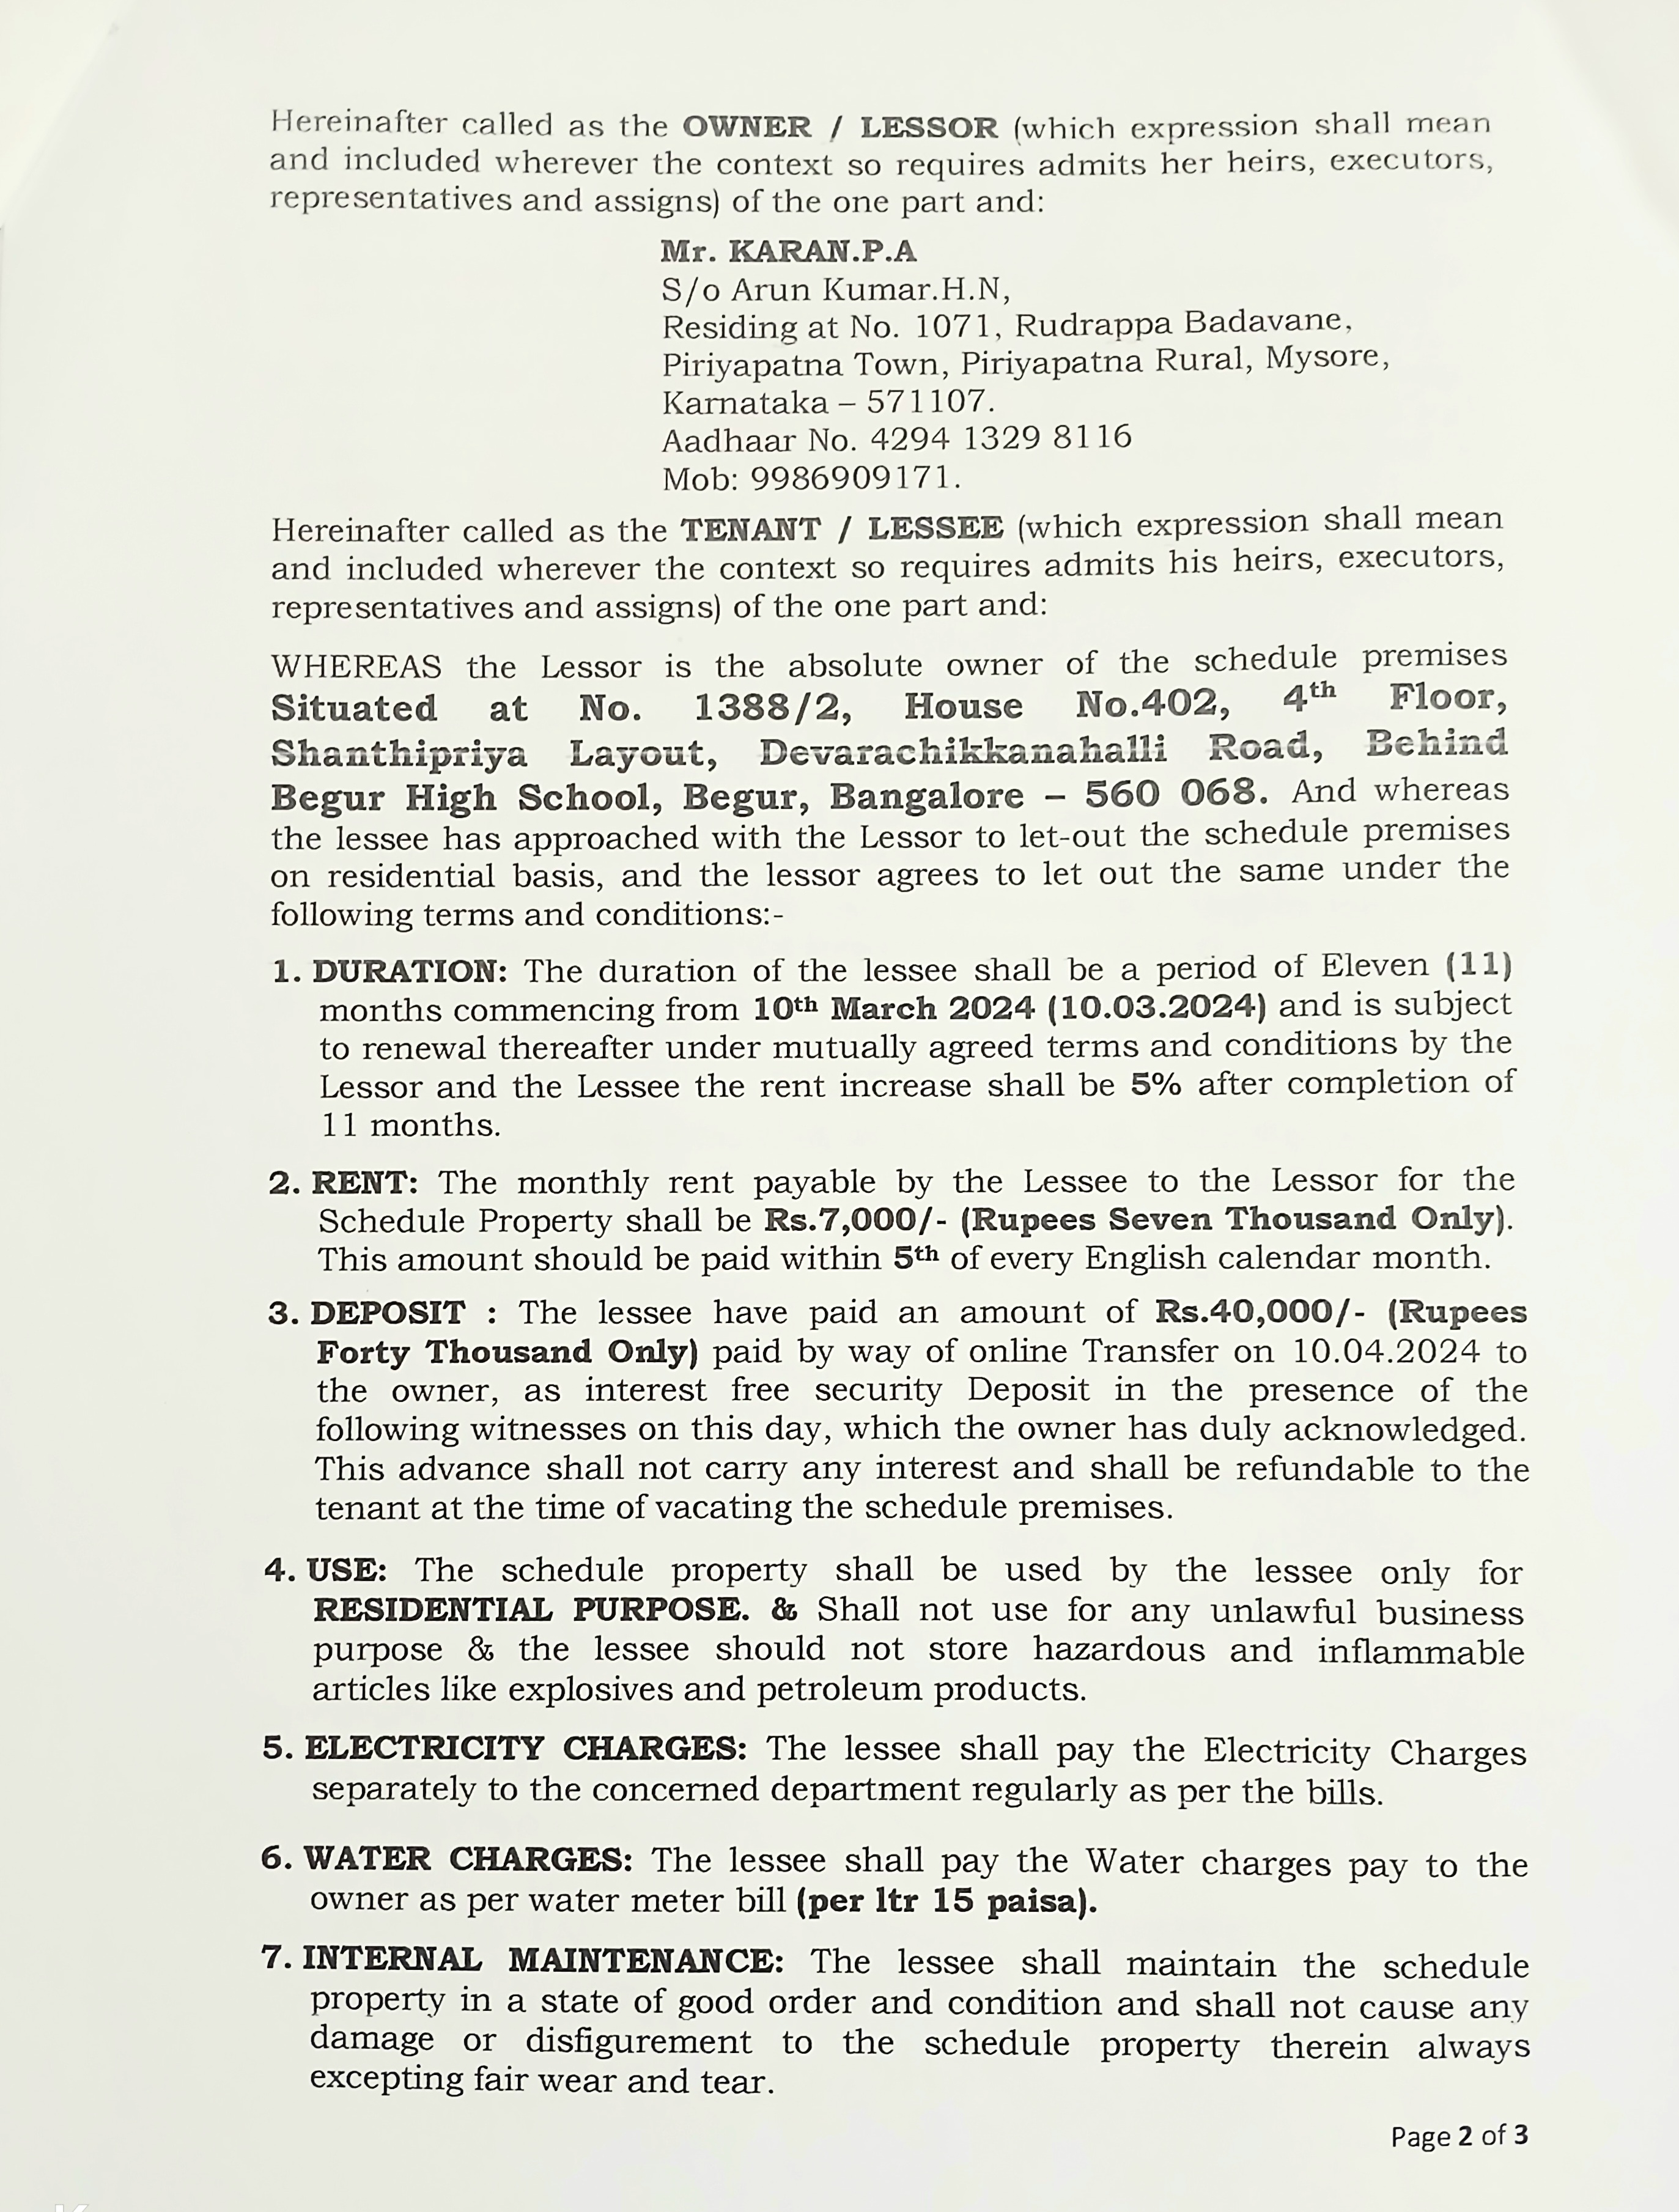 Hereinafter called as the OWNER / LESSOR (which expression shall mean
and included wherever the context so requires admits her heirs, executors,
representatives and assigns) of the one part and:
Mr. KARAN.P.A
S/o Arun Kumar.H.N,
Residing at No. 1071, Rudrappa Badavane,
Piriyapatna Town, Piriyapatna Rural, Mysore,
Karnataka – 571107.
Aadhaar No. 4294 1329 8116
Mob: 9986909171.
Hereinafter called as the TENANT / LESSEE (which expression shall mean
and included wherever the context so requires admits his heirs, executors,
representatives and assigns) of the one part and:
WHEREAS the Lessor is the absolute owner of the schedule premises
Situated at No. 1388/2, House No.402, 4th Floor,
Shanthipriya Layout, Devarachikkanahalli Road, Behind
Begur High School, Begur, Bangalore – 560 068. And whereas
the lessee has approached with the Lessor to let-out the schedule premises
on residential basis, and the lessor agrees to let out the same under the
following terms and conditions:-
1. DURATION: The duration of the lessee shall be a period of Eleven (11)
months commencing from 10th March 2024 (10.03.2024) and is subject
to renewal thereafter under mutually agreed terms and conditions by the
Lessor and the Lessee the rent increase shall be 5% after completion of
11 months.
2. RENT: The monthly rent payable by the Lessee to the Lessor for the
Schedule Property shall be Rs.7,000/- (Rupees Seven Thousand Only).
This amount should be paid within 5th of every English calendar month.
3. DEPOSIT : The lessee have paid an amount of Rs.40,000/- (Rupees
Forty Thousand Only) paid by way of online Transfer on 10.04.2024 to
the owner, as interest free security Deposit in the presence of the
following witnesses on this day, which the owner has duly acknowledged.
This advance shall not carry any interest and shall be refundable to the
tenant at the time of vacating the schedule premises.
4. USE: The schedule property shall be used by the lessee only for
RESIDENTIAL PURPOSE. & Shall not use for any unlawful business
purpose & the lessee should not store hazardous and inflammable
articles like explosives and petroleum products.
5. ELECTRICITY CHARGES: The lessee shall pay the Electricity Charges
separately to the concerned department regularly as per the bills.
6. WATER CHARGES: The lessee shall pay the Water charges pay to the
owner as per water meter bill (per ltr 15 paisa).
7. INTERNAL MAINTENANCE: The lessee shall maintain the schedule
property in a state of good order and condition and shall not cause any
damage or disfigurement to the schedule property therein always
excepting fair wear and tear.
Page 2 of 3